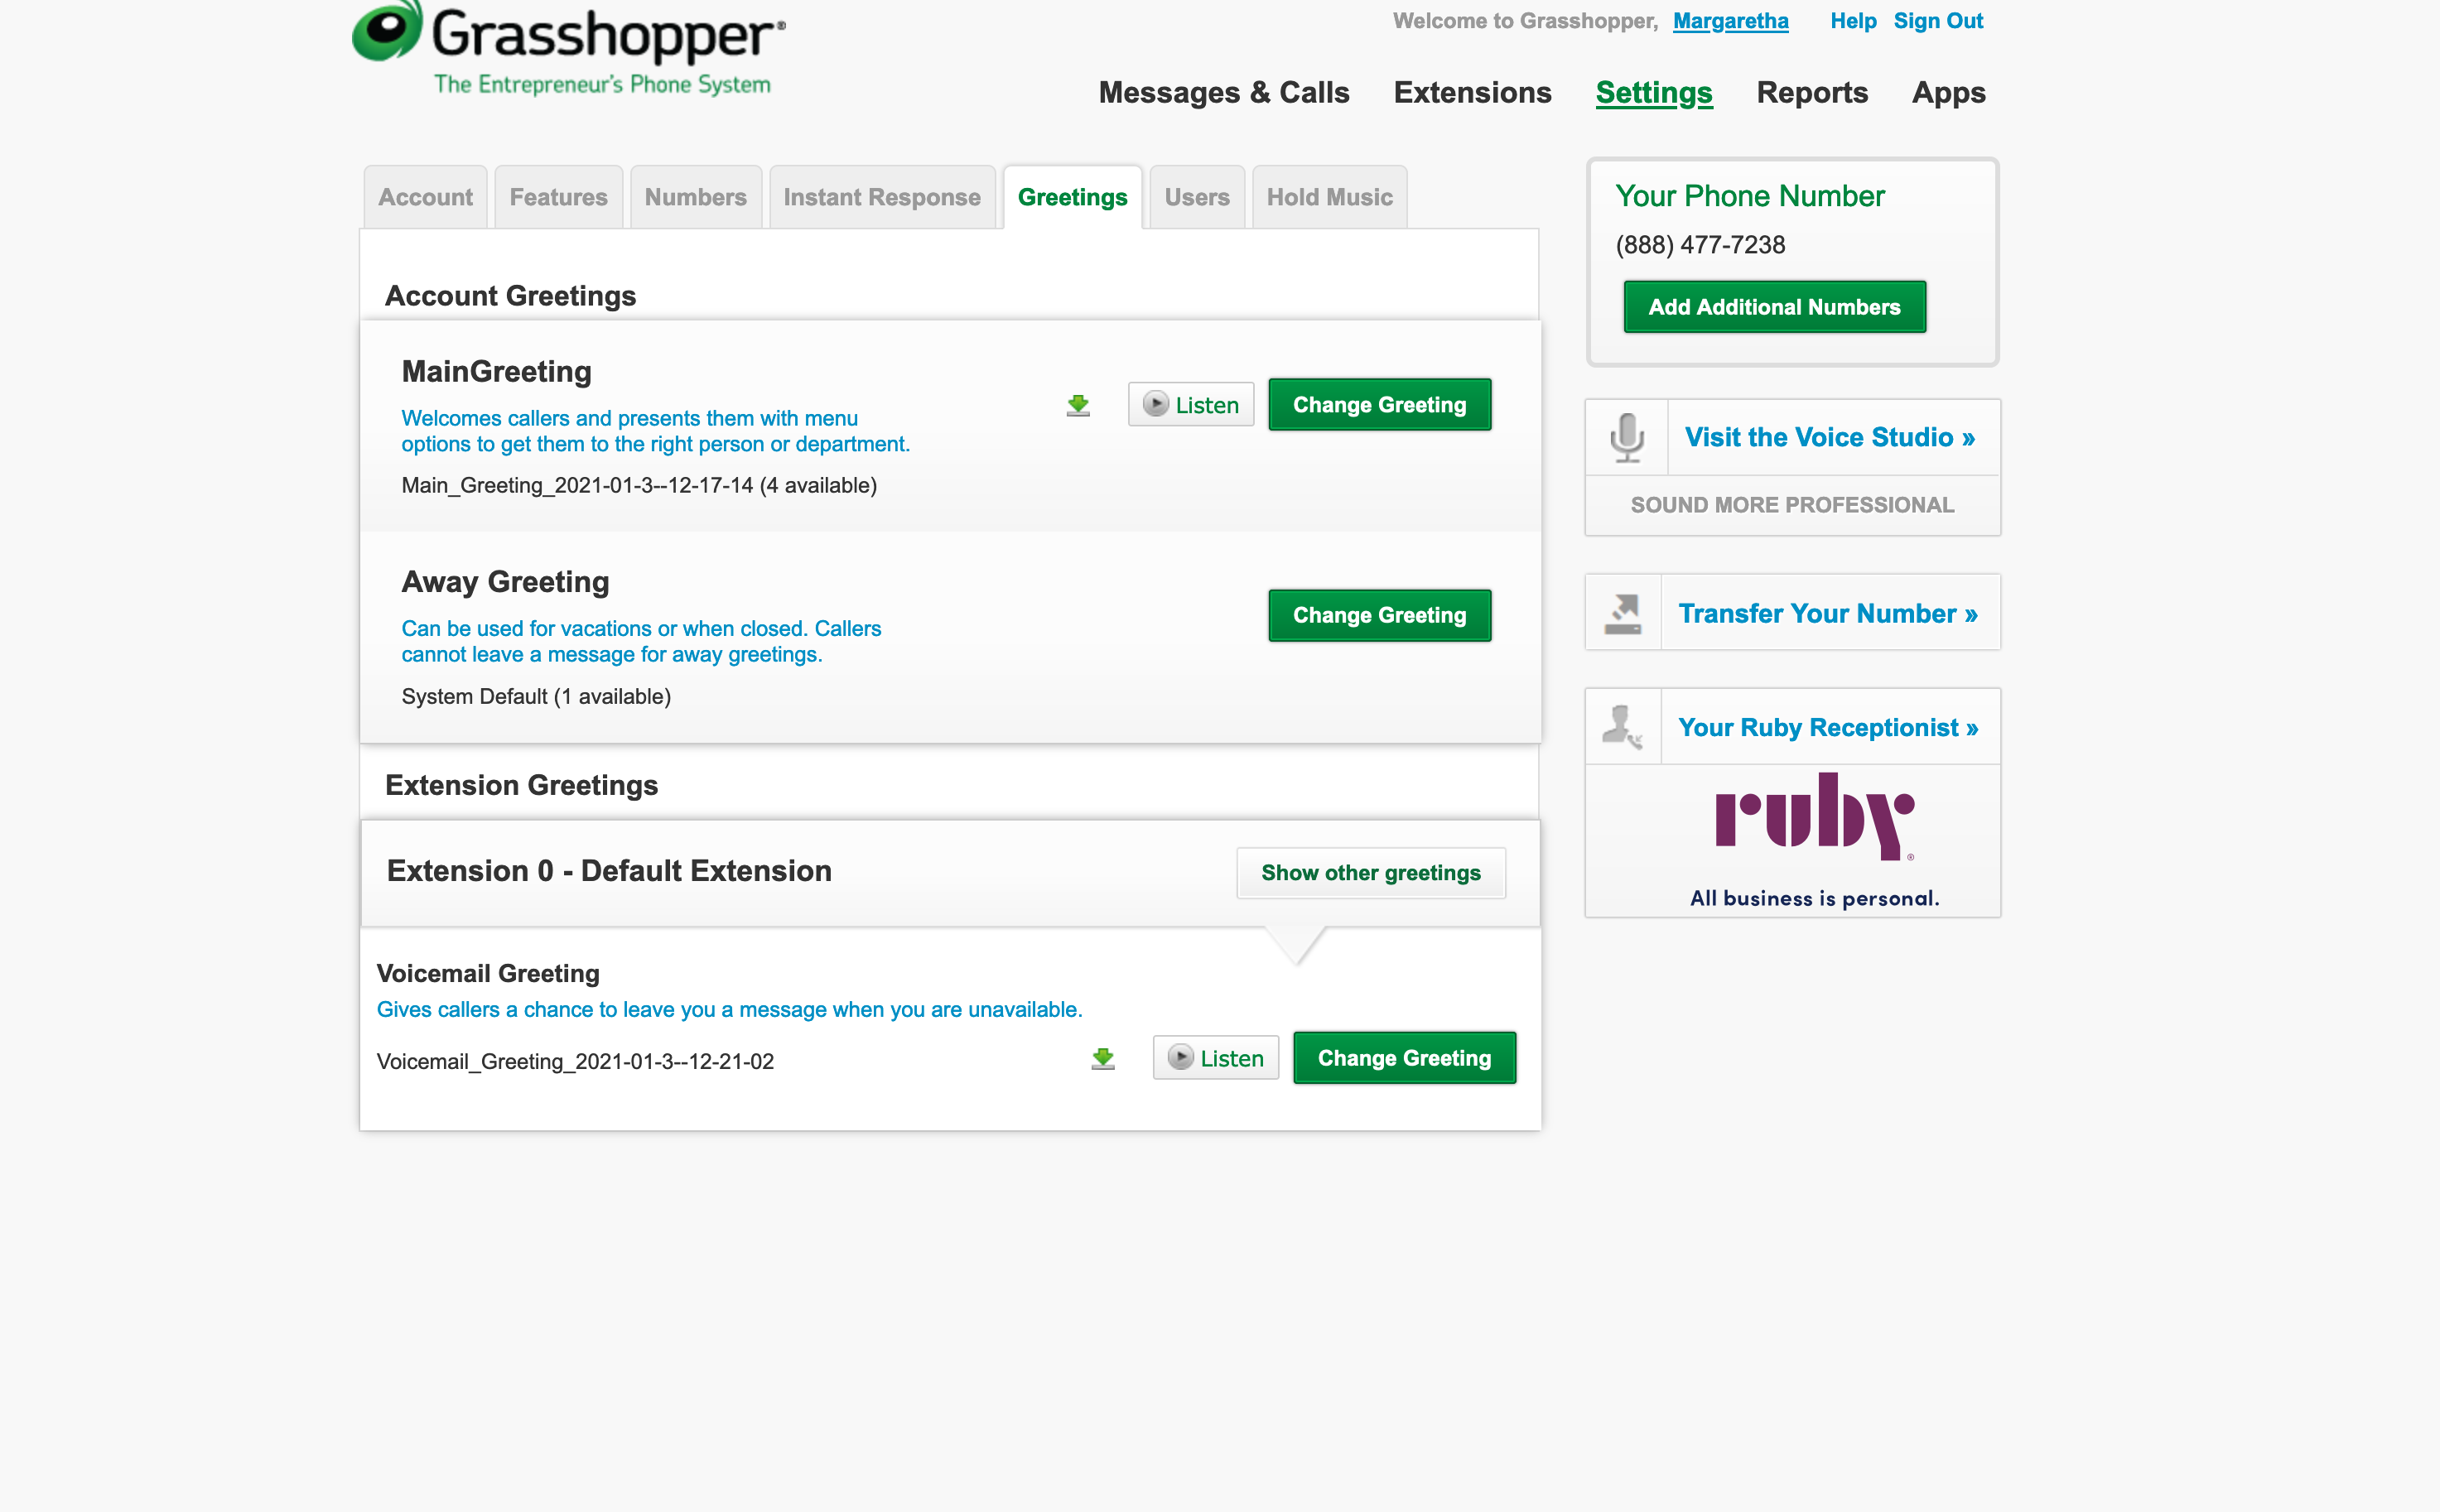 Grasshopper®
The Entrepreneur's Phone System
Welcome to Grasshopper, Margaretha Help Sign Out
Messages & Calls Extensions Settings Reports Apps
Account Features Numbers Instant Response Greetings Users Hold Music
Account Greetings
MainGreeting
Welcomes callers and presents them with menu
options to get them to the right person or department.
Main_Greeting_2021-01-3--12-17-14 (4 available)
Listen Change Greeting
Away Greeting
Can be used for vacations or when closed. Callers
cannot leave a message for away greetings.
System Default (1 available)
Change Greeting
Extension Greetings
Extension 0 - Default Extension
Show other greetings
Voicemail Greeting
Gives callers a chance to leave you a message when you are unavailable.
Voicemail_Greeting_2021-01-3--12-21-02
Listen Change Greeting
Your Phone Number
(888) 477-7238
Add Additional Numbers
Visit the Voice Studio »
SOUND MORE PROFESSIONAL
Transfer Your Number »
Your Ruby Receptionist »
ruby®
All business is personal.